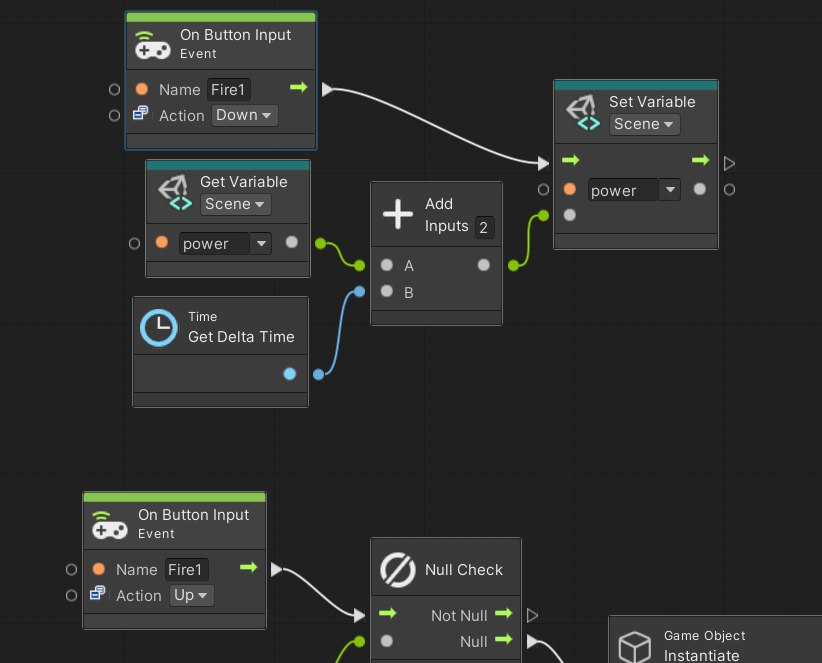 On Button Input
Event
Name Fire1
Action Down
Set Variable
Scene
power
Get Variable
Scene
power
Add
Inputs 2
A
B
Time
Get Delta Time
On Button Input
Event
Name Fire1
Action Up
Null Check
Not Null
Null
Game Object
Instantiate